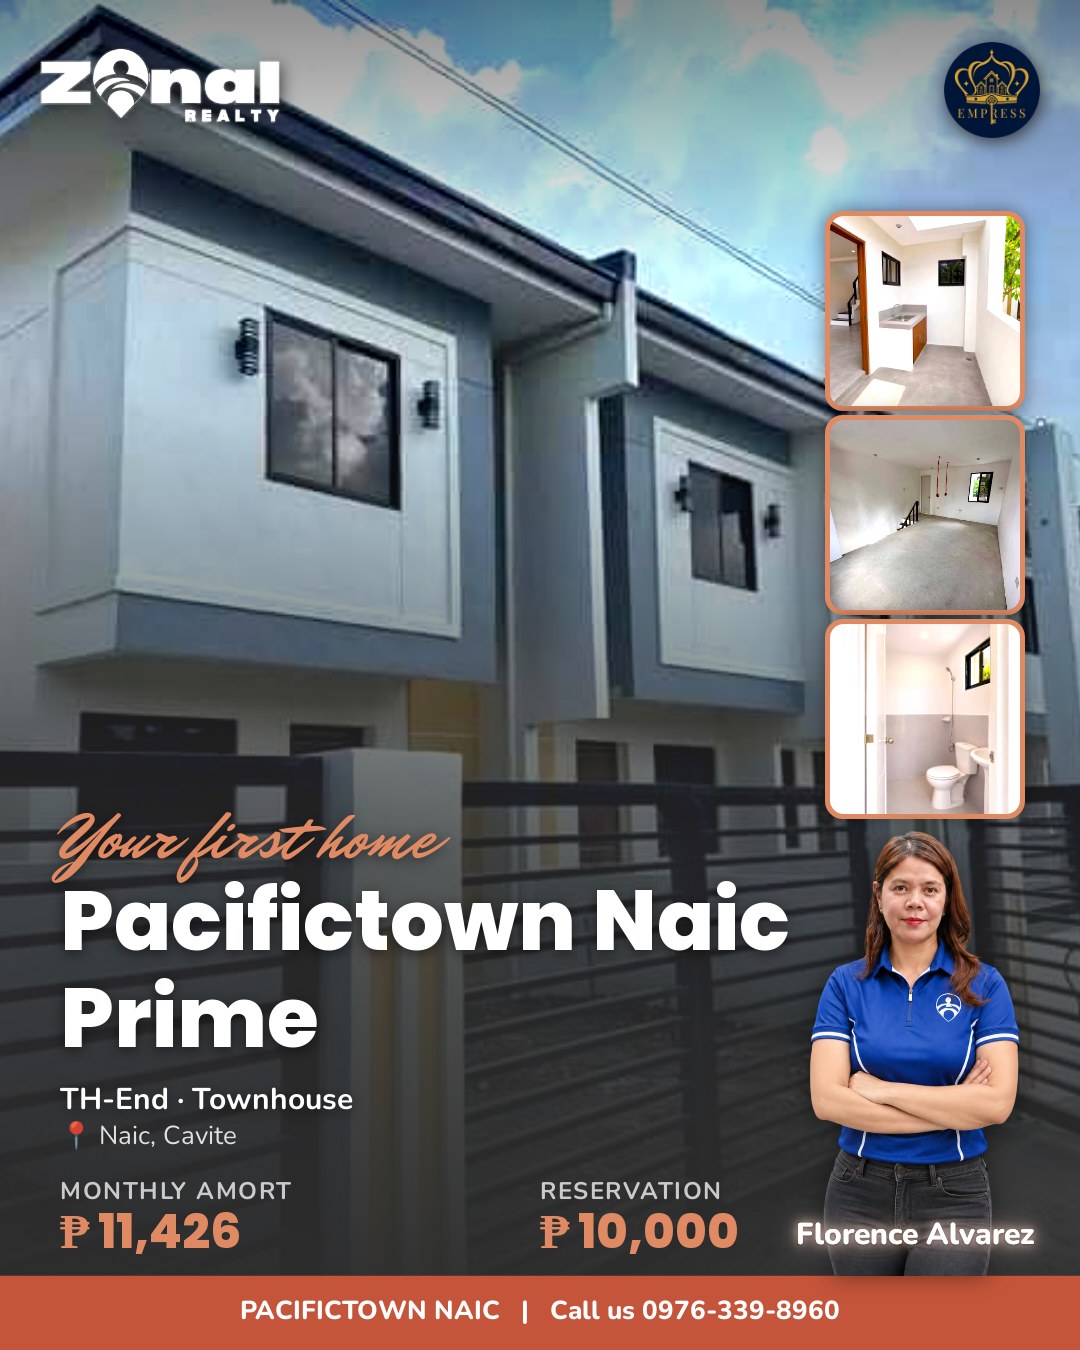 Zonal
REALTY
EMPRESS
Your first home
Pacifictown Naic
Prime
TH-End · Townhouse
📍 Naic, Cavite
MONTHLY AMORT
₱ 11,426
RESERVATION
₱ 10,000
Florence Alvarez
PACIFICTOWN NAIC | Call us 0976-339-8960